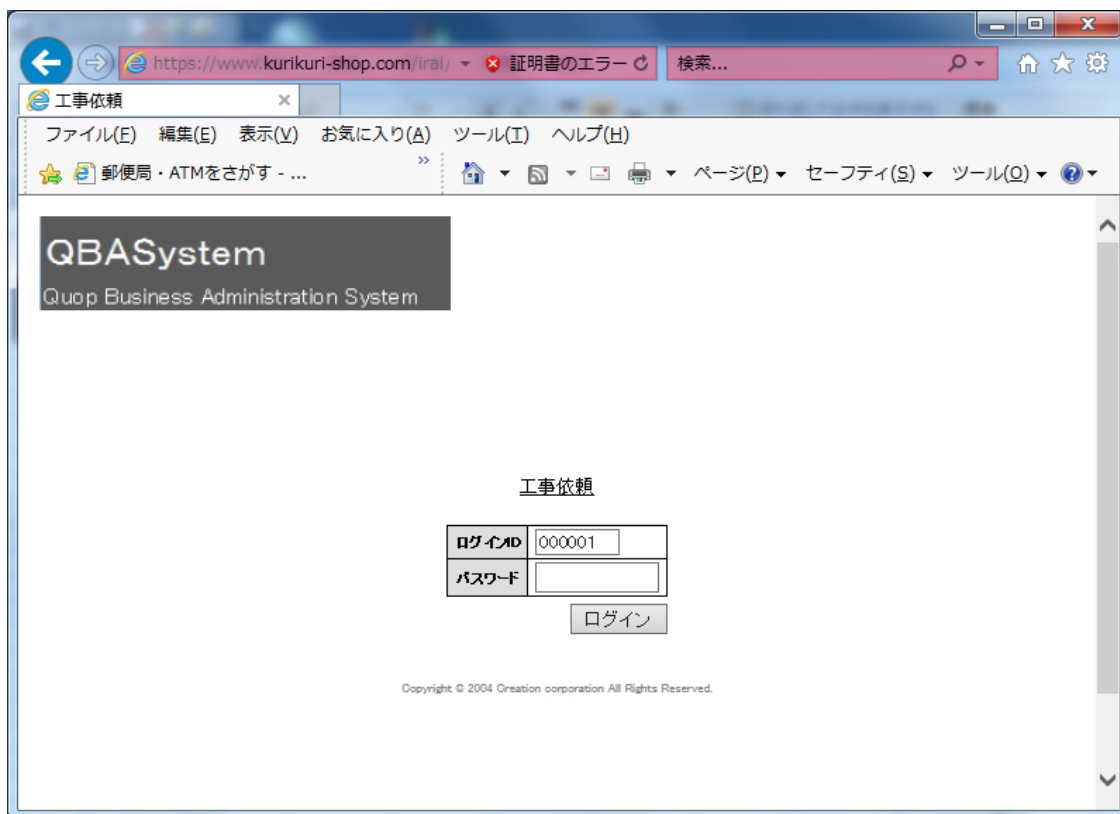 https://www.kurikuri-shop.com/irai/ 証明書のエラー 検索...
工事依頼
ファイル(F) 編集(E) 表示(V) お気に入り(A) ツール(T) ヘルプ(H)
郵便局・ATMをさがす - ... ページ(P) セーフティ(S) ツール(O)
QBASystem
Quop Business Administration System
工事依頼
ログインID 000001
パスワード
ログイン
Copyright © 2004 Creation corporation All Rights Reserved.